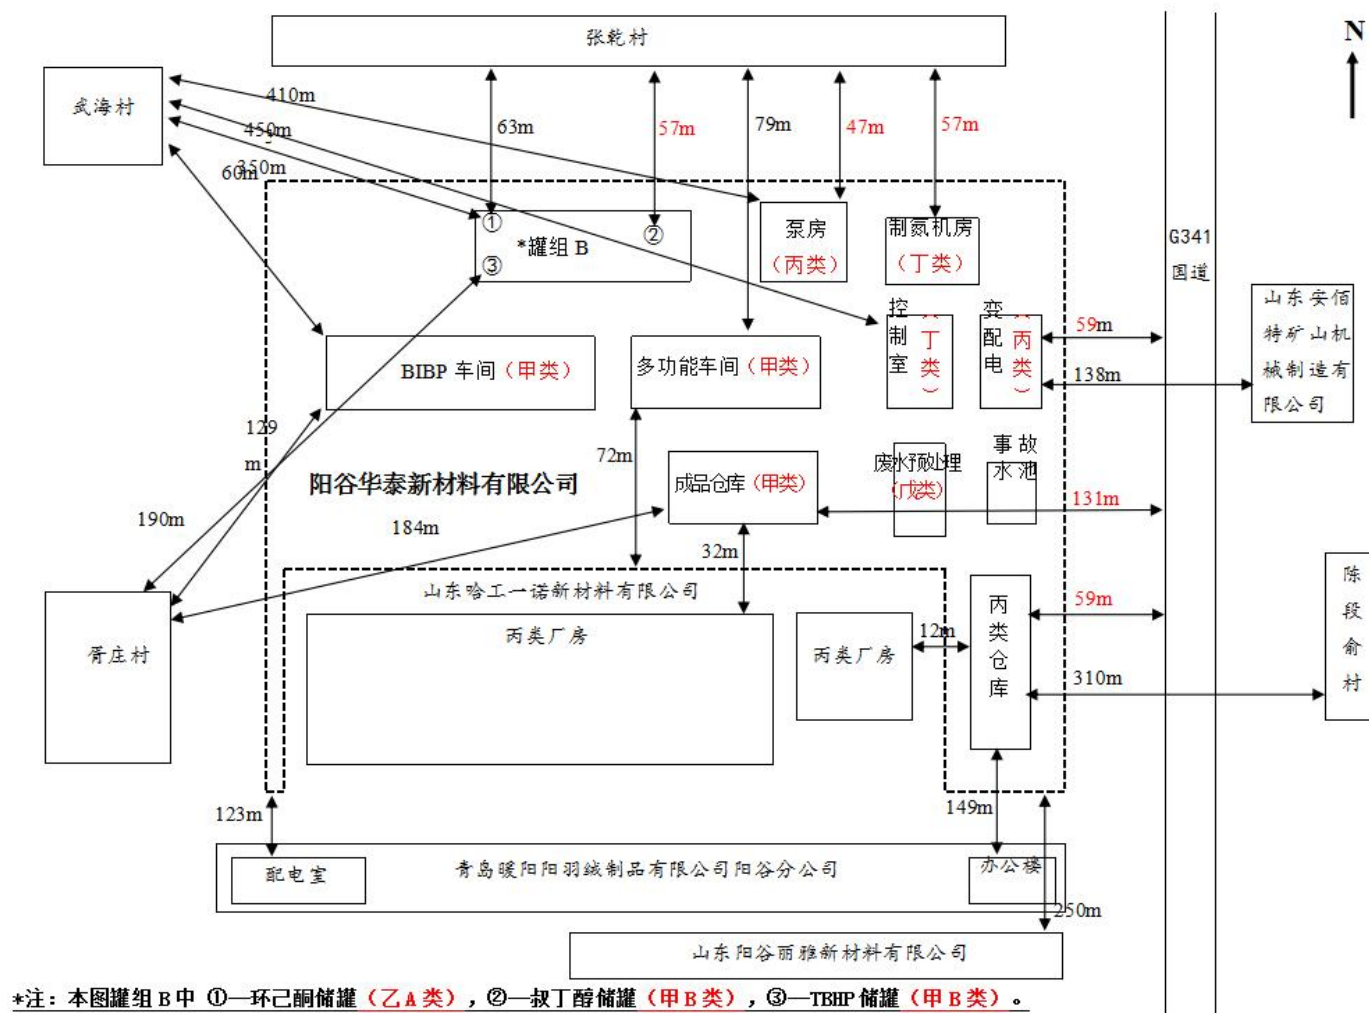 张乾村
N
武海村
410m
450m
350m
60m
63m
57m
79m
47m
57m
①
②
③
*罐组 B
泵房
（丙类）
制氮机房
（丁类）
G341
国道
山东安佰
特矿山机
械制造有
限公司
控制室
（丁类）
变配电
（丙类）
59m
138m
BIBP 车间（甲类）
多功能车间（甲类）
129
m
72m
阳谷华泰新材料有限公司
成品仓库（甲类）
废水预处理
（戊类）
事故
水池
131m
190m
184m
32m
山东哈工一诺新材料有限公司
丙类厂房
丙类厂房
12m
丙类仓库
59m
310m
陈段俞村
胥庄村
123m
149m
配电室
青岛暖阳阳羽绒制品有限公司阳谷分公司
办公楼
250m
山东阳谷丽雅新材料有限公司
*注：本图罐组 B 中 ①—环己酮储罐（乙 A 类），②—叔丁醇储罐（甲 B 类），③—TBHP 储罐（甲 B 类）。